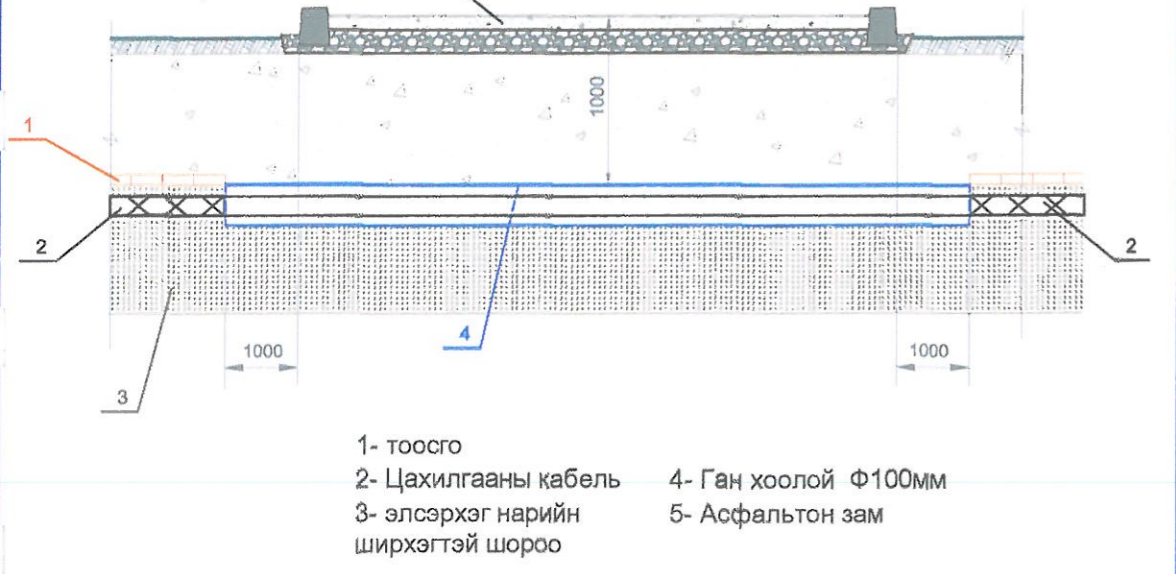 1000
1
2
2
4
1000
1000
3
1- тоосго
2- Цахилгааны кабель
3- элсэрхэг нарийн
ширхэгтэй шороо
4- Ган хоолой Ф100мм
5- Асфальтон зам